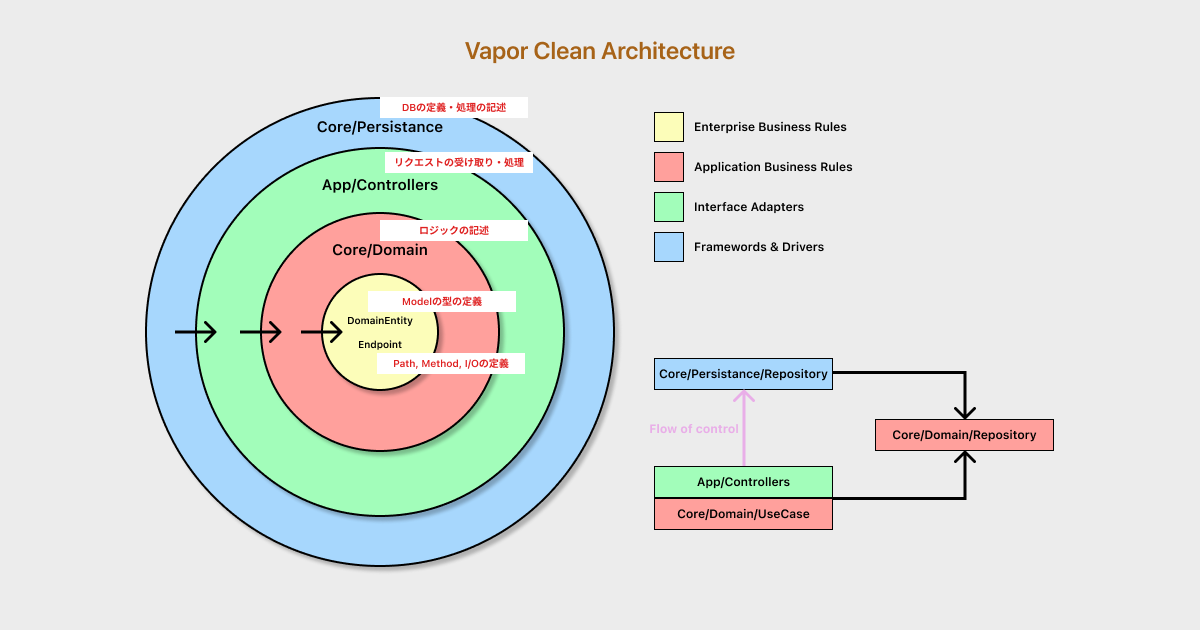 Vapor Clean Architecture
DBの定義・処理の記述
Core/Persistance
リクエストの受け取り・処理
App/Controllers
ロジックの記述
Core/Domain
Modelの型の定義
DomainEntity
Endpoint
Path, Method, I/Oの定義
Enterprise Business Rules
Application Business Rules
Interface Adapters
Framewords & Drivers
Core/Persistance/Repository
Flow of control
Core/Domain/Repository
App/Controllers
Core/Domain/UseCase